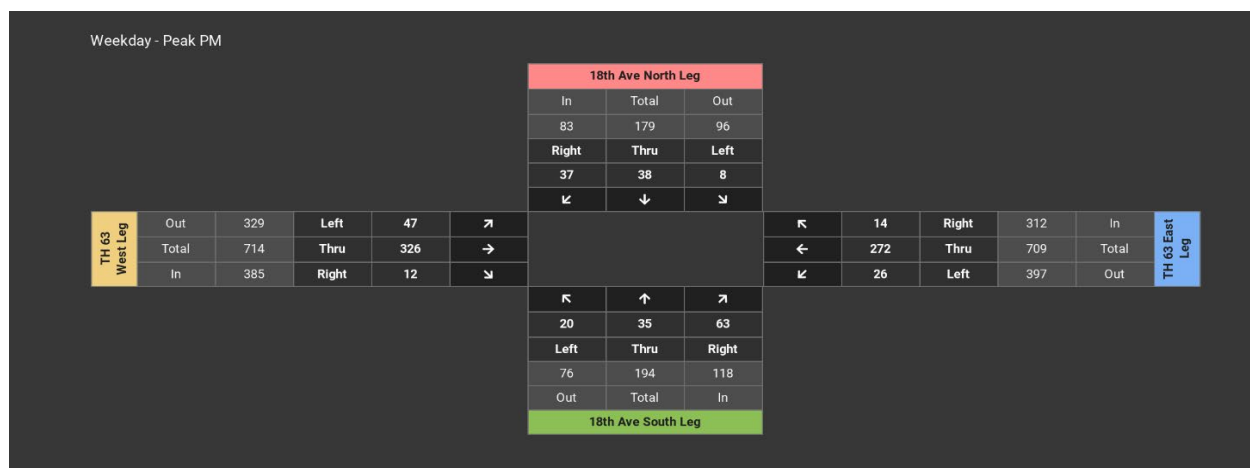 Weekday - Peak PM
18th Ave North Leg
In Total Out
83 179 96
Right Thru Left
37 38 8
↙ ↓ ↘
TH 63 West Leg
Out 329 Left 47 ↗
Total 714 Thru 326 →
In 385 Right 12 ↘
↖ 14 Right 312 In
← 272 Thru 709 Total
↙ 26 Left 397 Out
TH 63 East Leg
↖ ↑ ↗
20 35 63
Left Thru Right
76 194 118
Out Total In
18th Ave South Leg